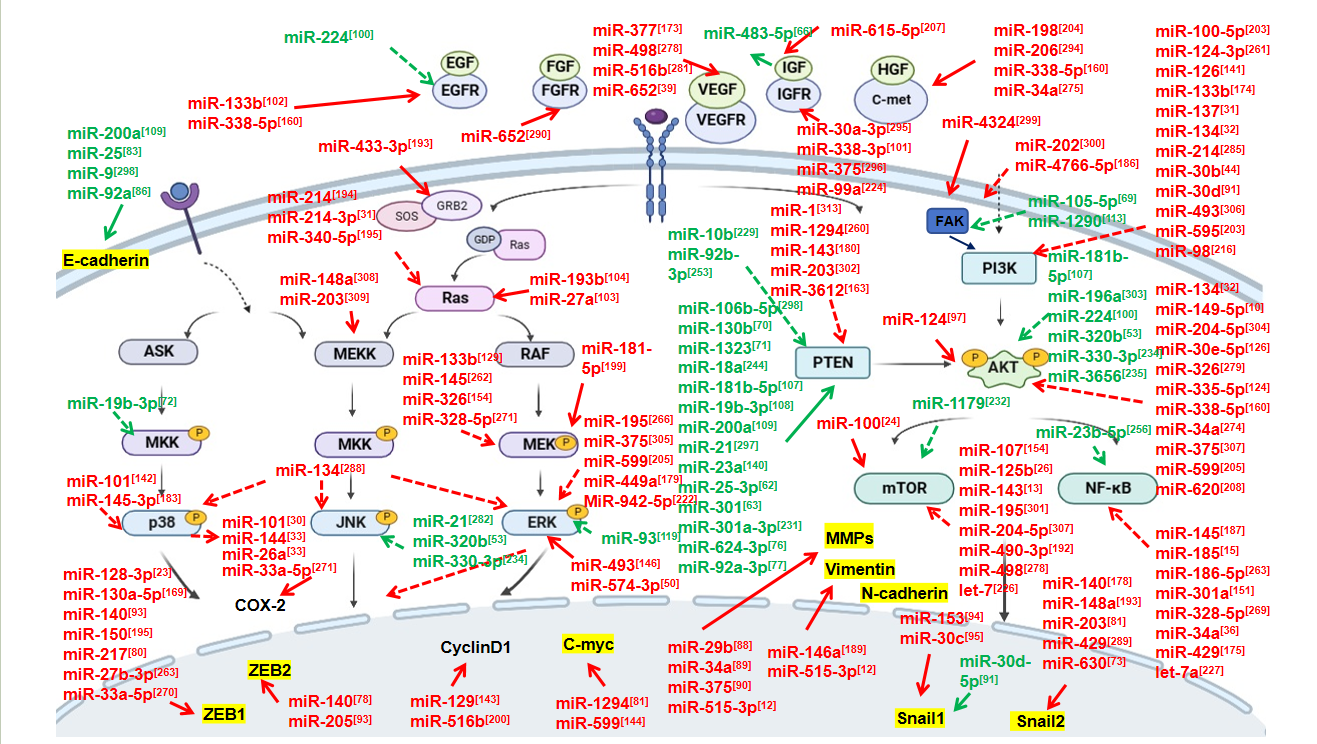 miR-224[100]
EGF
EGFR
FGF
FGFR
miR-377[173]
miR-498[278]
miR-516b[281]
miR-652[39]
miR-483-5p[66]
miR-615-5p[207]
VEGF
VEGFR
IGF
IGFR
HGF
C-met
miR-198[204]
miR-206[294]
miR-338-5p[160]
miR-34a[275]
miR-100-5p[203]
miR-124-3p[261]
miR-126[141]
miR-133b[174]
miR-137[31]
miR-134[32]
miR-214[285]
miR-30b[44]
miR-30d[91]
miR-493[306]
miR-595[203]
miR-98[216]
miR-133b[102]
miR-338-5p[160]
miR-652[290]
miR-433-3p[193]
miR-30a-3p[295]
miR-338-3p[101]
miR-375[296]
miR-99a[224]
miR-4324[299]
miR-202[300]
miR-4766-5p[186]
miR-200a[109]
miR-25[83]
miR-9[298]
miR-92a[86]
E-cadherin
miR-214[194]
miR-214-3p[31]
miR-340-5p[195]
SOS
GRB2
GDP
Ras
miR-148a[308]
miR-203[309]
Ras
miR-193b[104]
miR-27a[103]
miR-10b[229]
miR-92b-
3p[253]
miR-1[313]
miR-1294[260]
miR-143[180]
miR-203[302]
miR-3612[163]
FAK
miR-105-5p[69]
miR-1290[113]
PI3K
miR-181b-
5p[107]
miR-196a[303]
miR-224[100]
miR-320b[53]
miR-330-3p[234]
miR-3656[235]
miR-134[32]
miR-149-5p[10]
miR-204-5p[304]
miR-30e-5p[126]
miR-326[279]
miR-335-5p[124]
miR-338-5p[160]
miR-34a[274]
miR-375[307]
miR-599[205]
miR-620[208]
ASK
MEKK
RAF
miR-133b[129]
miR-145[262]
miR-326[154]
miR-328-5p[271]
miR-181-
5p[199]
miR-106b-5p[298]
miR-130b[70]
miR-1323[71]
miR-18a[244]
miR-181b-5p[107]
miR-19b-3p[108]
miR-200a[109]
miR-21[297]
miR-23a[140]
miR-25-3p[62]
miR-301[63]
miR-301a-3p[231]
miR-624-3p[76]
miR-92a-3p[77]
PTEN
miR-124[97]
P
P
AKT
miR-1179[232]
miR-100[24]
miR-23b-5p[256]
mTOR
NF-κB
miR-19b-3p[72]
MKK
P
MKK
P
MEK
P
miR-195[266]
miR-375[305]
miR-599[205]
miR-449a[179]
MiR-942-5p[222]
miR-101[142]
miR-145-3p[183]
miR-134[288]
p38
P
miR-101[30]
miR-144[33]
miR-26a[33]
miR-33a-5p[271]
JNK
P
miR-21[282]
miR-320b[53]
miR-330-3p[234]
ERK
P
miR-93[119]
miR-493[146]
miR-574-3p[50]
miR-107[154]
miR-125b[26]
miR-143[13]
miR-195[301]
miR-204-5p[307]
miR-490-3p[192]
miR-498[278]
let-7[226]
miR-145[187]
miR-185[15]
miR-186-5p[263]
miR-301a[151]
miR-328-5p[269]
miR-34a[36]
miR-429[175]
let-7a[227]
MMPs
Vimentin
N-cadherin
miR-128-3p[23]
miR-130a-5p[169]
miR-140[93]
miR-150[195]
miR-217[80]
miR-27b-3p[263]
miR-33a-5p[270]
COX-2
ZEB2
ZEB1
miR-140[78]
miR-205[93]
CyclinD1
miR-129[143]
miR-516b[200]
C-myc
miR-1294[81]
miR-599[144]
miR-29b[88]
miR-34a[89]
miR-375[90]
miR-515-3p[12]
miR-146a[189]
miR-515-3p[12]
miR-153[94]
miR-30c[95]
miR-30d-
5p[91]
Snail1
miR-140[178]
miR-148a[193]
miR-203[81]
miR-429[289]
miR-630[73]
Snail2